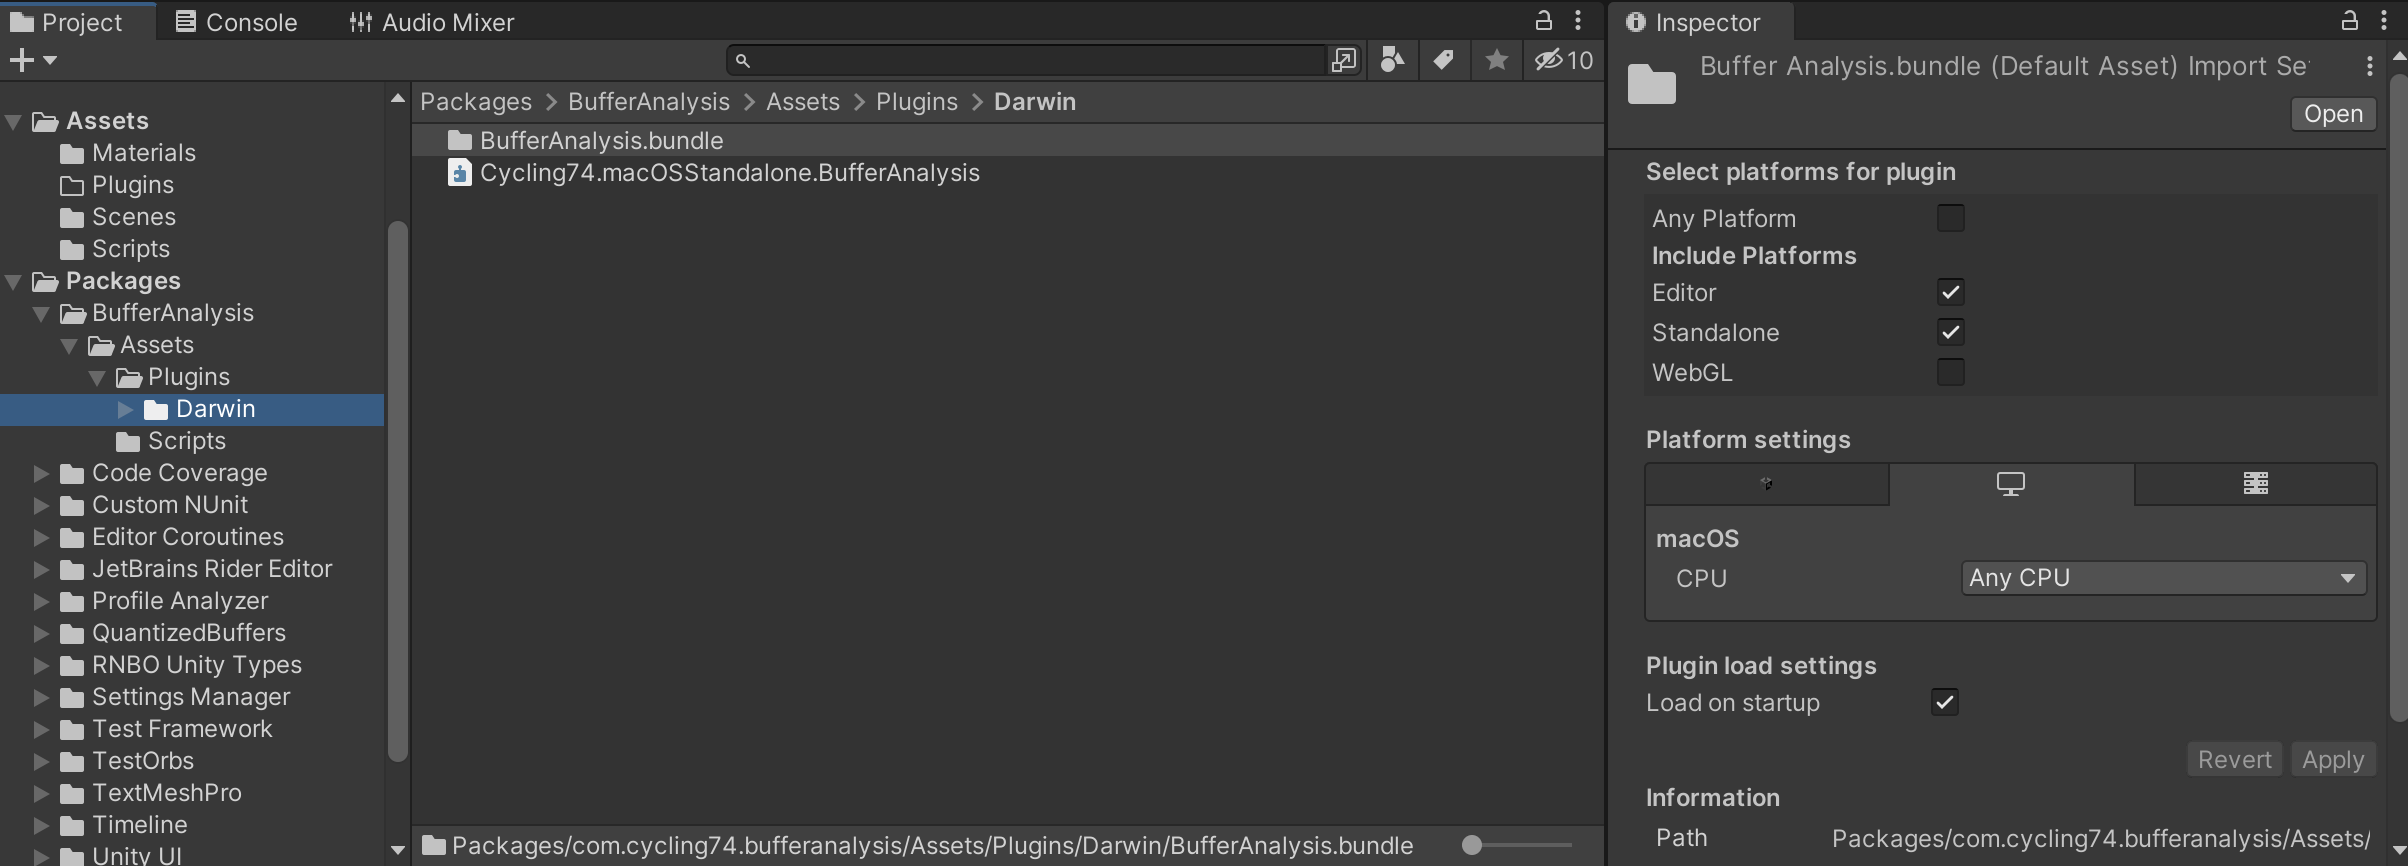 Project
Console
Audio Mixer
10
Assets
Materials
Plugins
Scenes
Scripts
Packages
BufferAnalysis
Assets
Plugins
Darwin
Scripts
Code Coverage
Custom NUnit
Editor Coroutines
JetBrains Rider Editor
Profile Analyzer
QuantizedBuffers
RNBO Unity Types
Settings Manager
Test Framework
TestOrbs
TextMeshPro
Timeline
Unity UI
Packages > BufferAnalysis > Assets > Plugins > Darwin
BufferAnalysis.bundle
Cycling74.macOSStandalone.BufferAnalysis
Packages/com.cycling74.bufferanalysis/Assets/Plugins/Darwin/BufferAnalysis.bundle
Inspector
Buffer Analysis.bundle (Default Asset) Import Se
Open
Select platforms for plugin
Any Platform
Include Platforms
Editor
Standalone
WebGL
Platform settings
macOS
CPU Any CPU
Plugin load settings
Load on startup
Revert Apply
Information
Path Packages/com.cycling74.bufferanalysis/Assets/